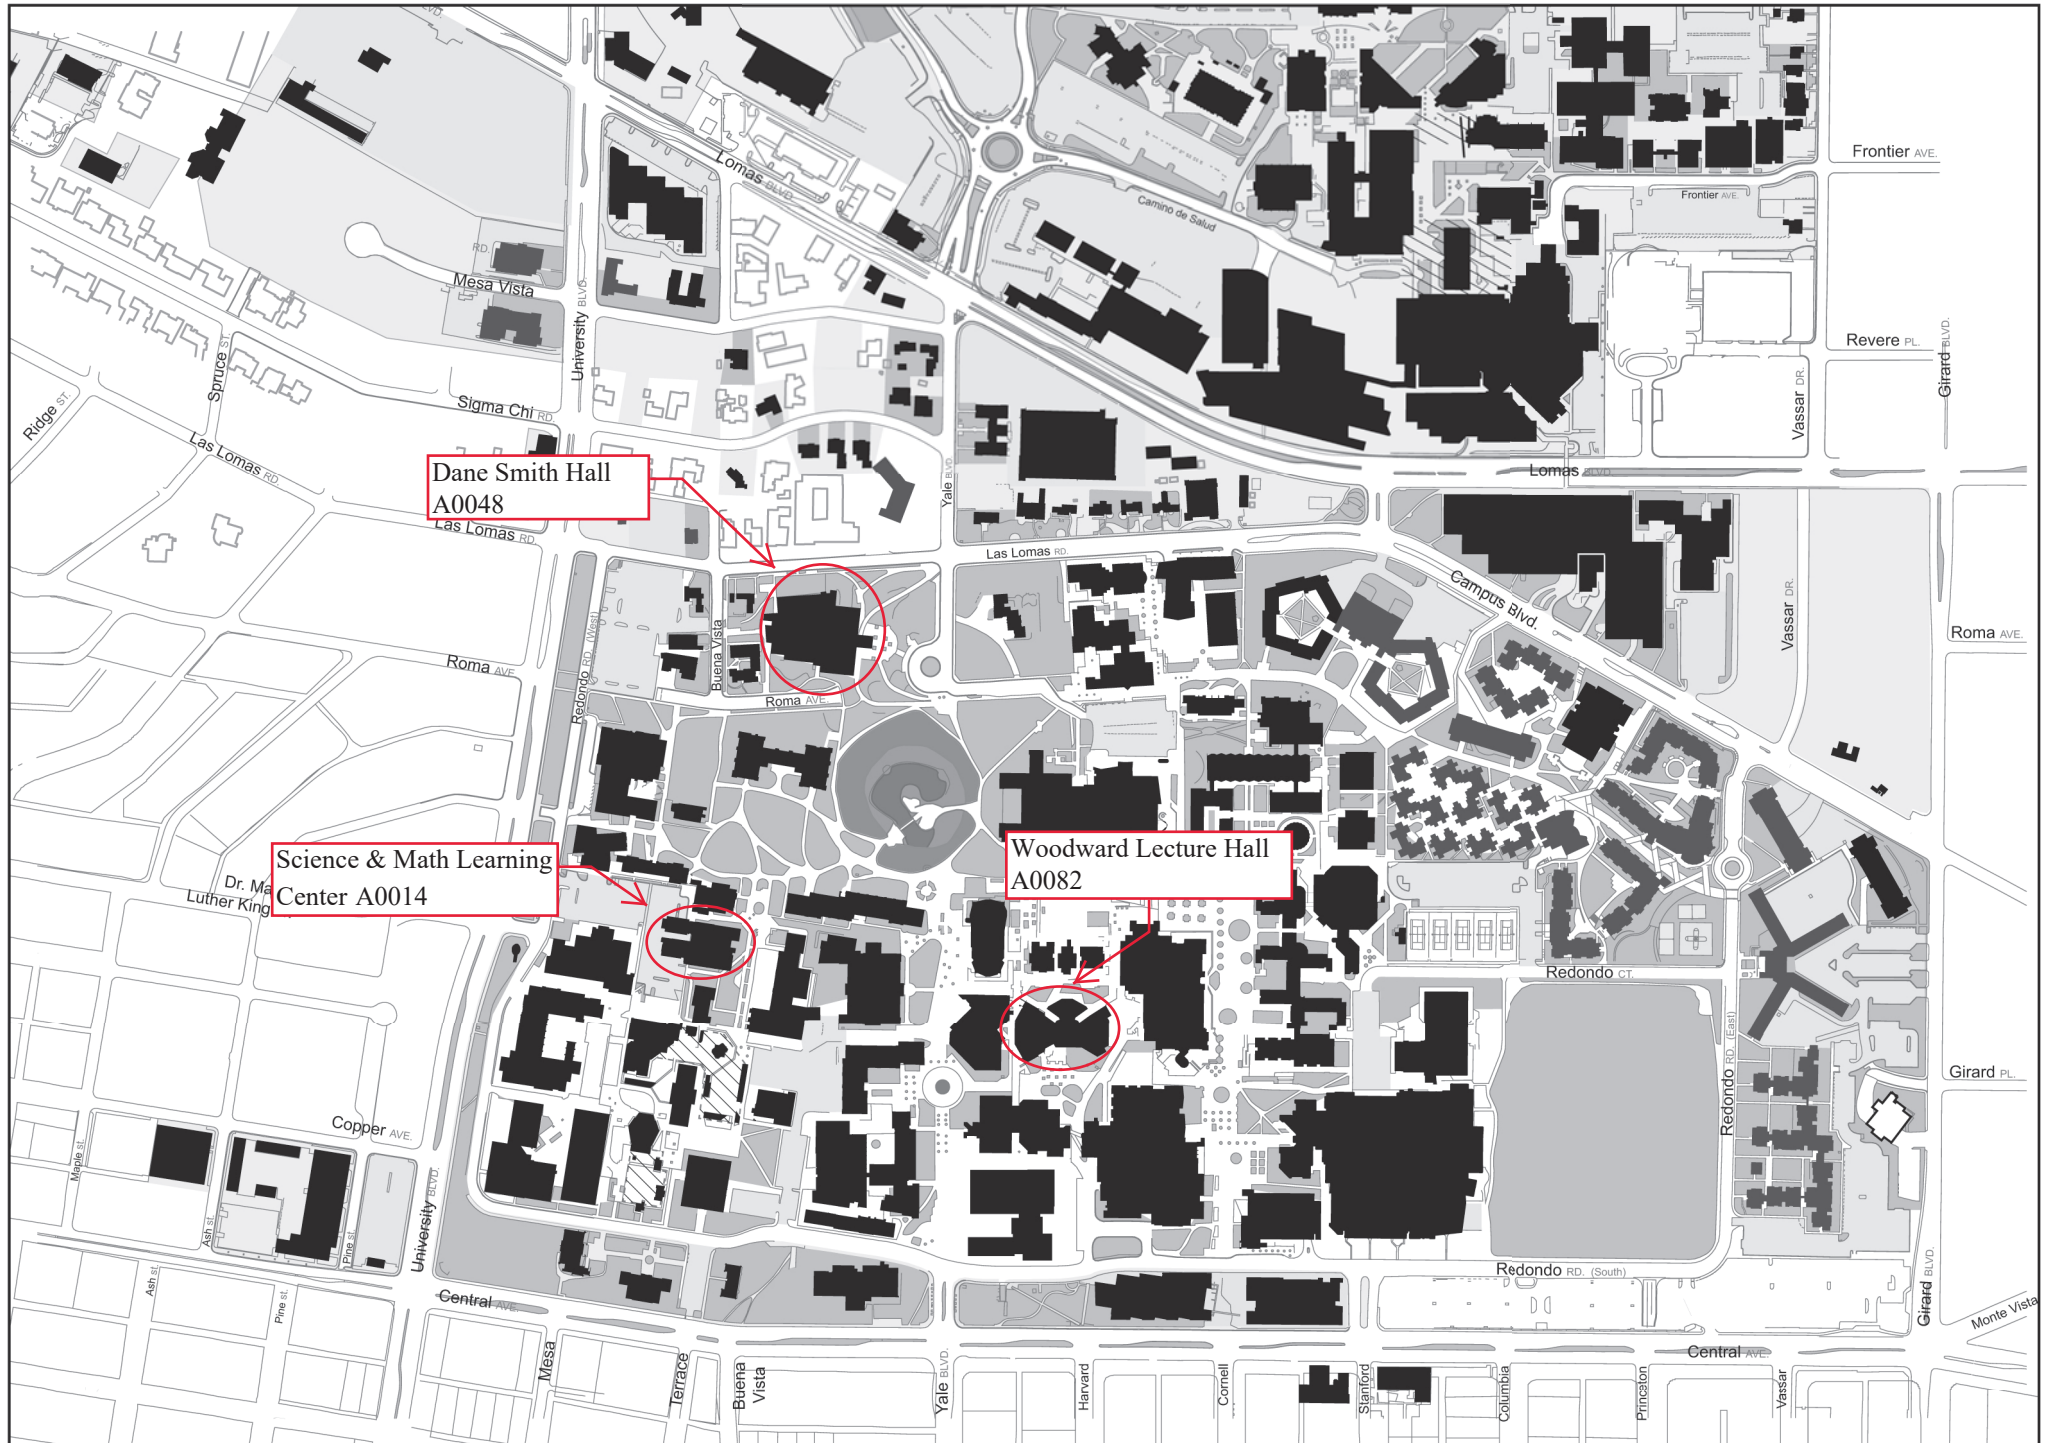 BLVD.
Lomas BLVD.
Camino de Salud
Frontier AVE.
Frontier AVE.
RD.
Mesa Vista
University BLVD.
Spruce ST.
Ridge ST.
Sigma Chi RD.
Las Lomas RD.
Las Lomas RD.
Revere PL.
Girard BLVD.
Vassar DR.
Lomas BLVD.
Yale BLVD.
Dane Smith Hall
A0048
Las Lomas RD.
Campus Blvd.
Vassar DR.
Roma AVE.
Roma AVE.
Redondo RD. (West)
Buena Vista
Roma AVE.
Science & Math Learning
Center A0014
Dr. Ma
Luther King
Woodward Lecture Hall
A0082
Redondo CT.
Redondo RD. (East)
Girard PL.
Copper AVE.
Maple st.
Ash st.
Pine st.
University BLVD.
Ash st.
Pine st.
Central AVE.
Redondo RD. (South)
Girard BLVD.
Monte Vista
Central AVE.
Mesa
Terrace
Buena
Vista
Yale BLVD.
Harvard
Cornell
Stanford
Columbia
Princeton
Vassar